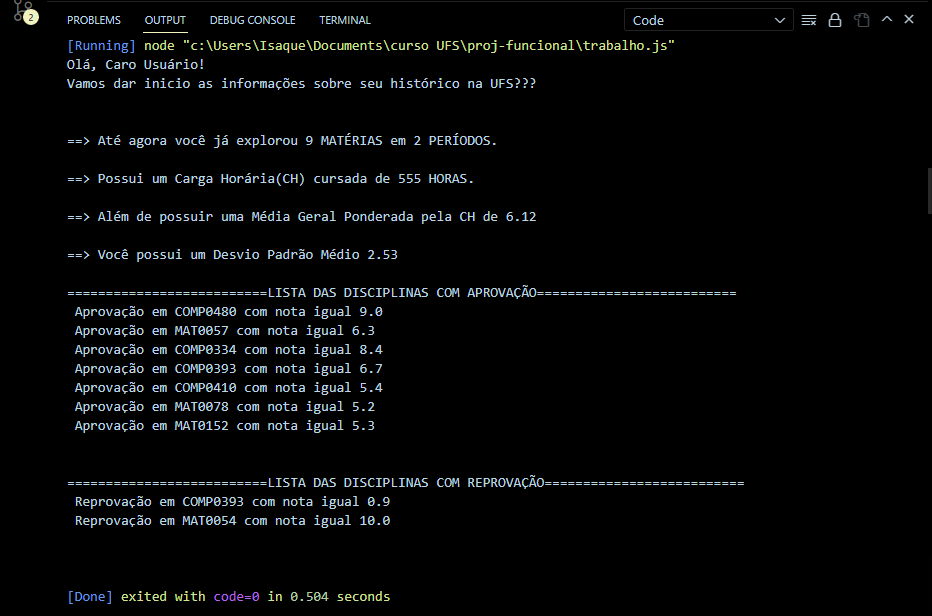 2
PROBLEMS OUTPUT DEBUG CONSOLE TERMINAL Code
[Running] node "c:\Users\Isaque\Documents\curso UFS\proj-funcional\trabalho.js"
Olá, Caro Usuário!
Vamos dar inicio as informações sobre seu histórico na UFS???
==> Até agora você já explorou 9 MATÉRIAS em 2 PERÍODOS.
==> Possui um Carga Horária(CH) cursada de 555 HORAS.
==> Além de possuir uma Média Geral Ponderada pela CH de 6.12
==> Você possui um Desvio Padrão Médio 2.53
==========================LISTA DAS DISCIPLINAS COM APROVAÇÃO==========================
Aprovação em COMP0480 com nota igual 9.0
Aprovação em MAT0057 com nota igual 6.3
Aprovação em COMP0334 com nota igual 8.4
Aprovação em COMP0393 com nota igual 6.7
Aprovação em COMP0410 com nota igual 5.4
Aprovação em MAT0078 com nota igual 5.2
Aprovação em MAT0152 com nota igual 5.3
==========================LISTA DAS DISCIPLINAS COM REPROVAÇÃO==========================
Reprovação em COMP0393 com nota igual 0.9
Reprovação em MAT0054 com nota igual 10.0
[Done] exited with code=0 in 0.504 seconds